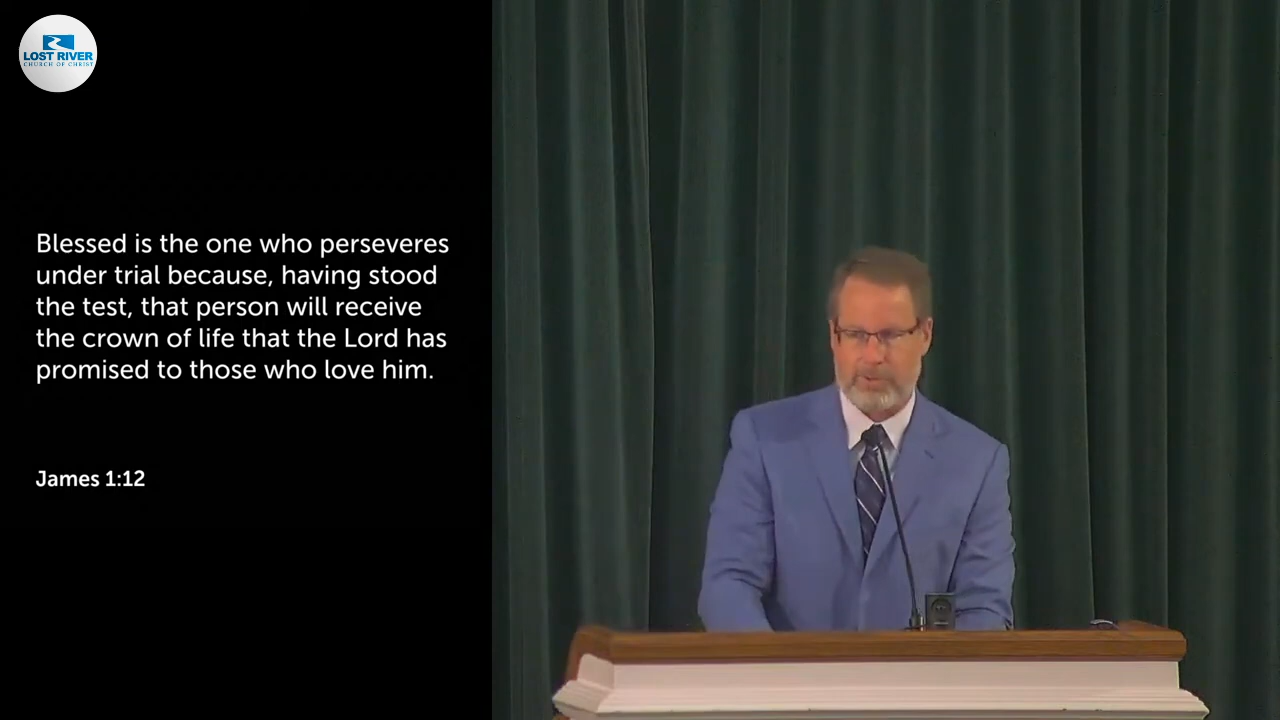 LOST RIVER
CHURCH OF CHRIST
Blessed is the one who perseveres
under trial because, having stood
the test, that person will receive
the crown of life that the Lord has
promised to those who love him.
James 1:12